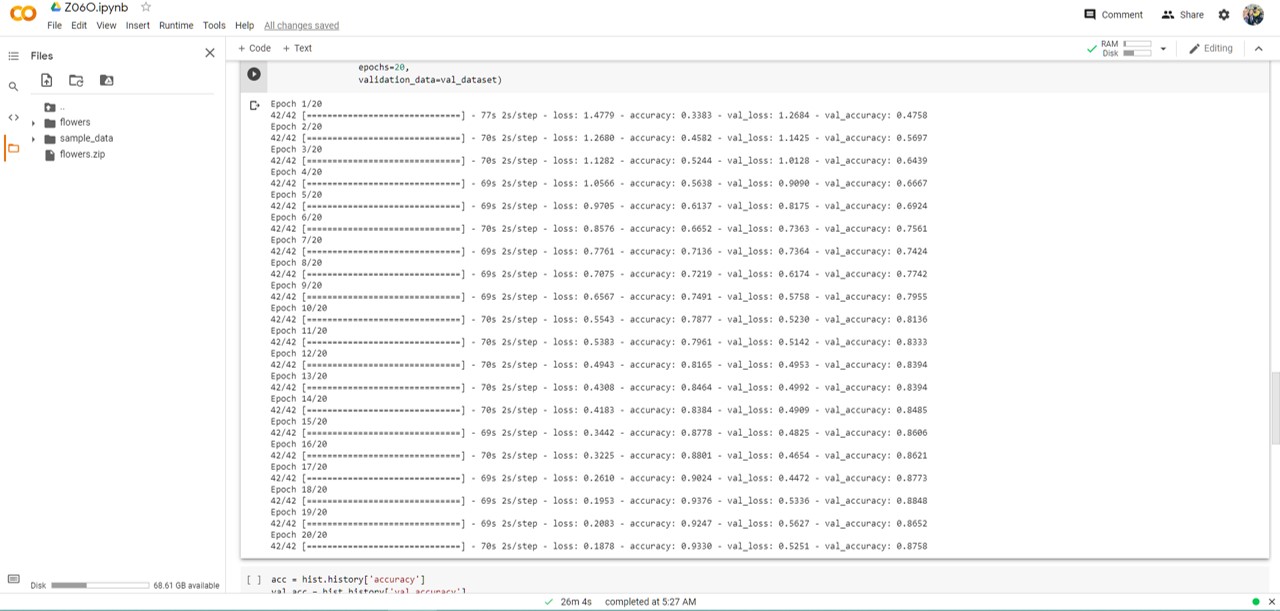 Z06O.ipynb
File Edit View Insert Runtime Tools Help All changes saved
Comment Share
Files
+ Code + Text
RAM
Disk
Editing
..
flowers
sample_data
flowers.zip
epochs=20,
validation_data=val_dataset)
Epoch 1/20
42/42 [==============================] - 77s 2s/step - loss: 1.4779 - accuracy: 0.3383 - val_loss: 1.2684 - val_accuracy: 0.4758
Epoch 2/20
42/42 [==============================] - 70s 2s/step - loss: 1.2680 - accuracy: 0.4582 - val_loss: 1.1425 - val_accuracy: 0.5697
Epoch 3/20
42/42 [==============================] - 70s 2s/step - loss: 1.1282 - accuracy: 0.5244 - val_loss: 1.0128 - val_accuracy: 0.6439
Epoch 4/20
42/42 [==============================] - 69s 2s/step - loss: 1.0566 - accuracy: 0.5638 - val_loss: 0.9090 - val_accuracy: 0.6667
Epoch 5/20
42/42 [==============================] - 69s 2s/step - loss: 0.9705 - accuracy: 0.6137 - val_loss: 0.8175 - val_accuracy: 0.6924
Epoch 6/20
42/42 [==============================] - 70s 2s/step - loss: 0.8576 - accuracy: 0.6652 - val_loss: 0.7363 - val_accuracy: 0.7561
Epoch 7/20
42/42 [==============================] - 69s 2s/step - loss: 0.7761 - accuracy: 0.7136 - val_loss: 0.7364 - val_accuracy: 0.7424
Epoch 8/20
42/42 [==============================] - 69s 2s/step - loss: 0.7075 - accuracy: 0.7219 - val_loss: 0.6174 - val_accuracy: 0.7742
Epoch 9/20
42/42 [==============================] - 69s 2s/step - loss: 0.6567 - accuracy: 0.7491 - val_loss: 0.5758 - val_accuracy: 0.7955
Epoch 10/20
42/42 [==============================] - 70s 2s/step - loss: 0.5543 - accuracy: 0.7877 - val_loss: 0.5230 - val_accuracy: 0.8136
Epoch 11/20
42/42 [==============================] - 70s 2s/step - loss: 0.5383 - accuracy: 0.7961 - val_loss: 0.5142 - val_accuracy: 0.8333
Epoch 12/20
42/42 [==============================] - 70s 2s/step - loss: 0.4943 - accuracy: 0.8165 - val_loss: 0.4953 - val_accuracy: 0.8394
Epoch 13/20
42/42 [==============================] - 70s 2s/step - loss: 0.4308 - accuracy: 0.8464 - val_loss: 0.4992 - val_accuracy: 0.8394
Epoch 14/20
42/42 [==============================] - 70s 2s/step - loss: 0.4183 - accuracy: 0.8384 - val_loss: 0.4909 - val_accuracy: 0.8485
Epoch 15/20
42/42 [==============================] - 69s 2s/step - loss: 0.3442 - accuracy: 0.8778 - val_loss: 0.4825 - val_accuracy: 0.8606
Epoch 16/20
42/42 [==============================] - 70s 2s/step - loss: 0.3225 - accuracy: 0.8801 - val_loss: 0.4654 - val_accuracy: 0.8621
Epoch 17/20
42/42 [==============================] - 69s 2s/step - loss: 0.2610 - accuracy: 0.9024 - val_loss: 0.4472 - val_accuracy: 0.8773
Epoch 18/20
42/42 [==============================] - 69s 2s/step - loss: 0.1953 - accuracy: 0.9376 - val_loss: 0.5336 - val_accuracy: 0.8848
Epoch 19/20
42/42 [==============================] - 69s 2s/step - loss: 0.2083 - accuracy: 0.9247 - val_loss: 0.5627 - val_accuracy: 0.8652
Epoch 20/20
42/42 [==============================] - 70s 2s/step - loss: 0.1878 - accuracy: 0.9330 - val_loss: 0.5251 - val_accuracy: 0.8758
[ ] acc = hist.history['accuracy']
val_acc = hist.history['val_accuracy']
Disk 68.61 GB available
26m 4s completed at 5:27 AM